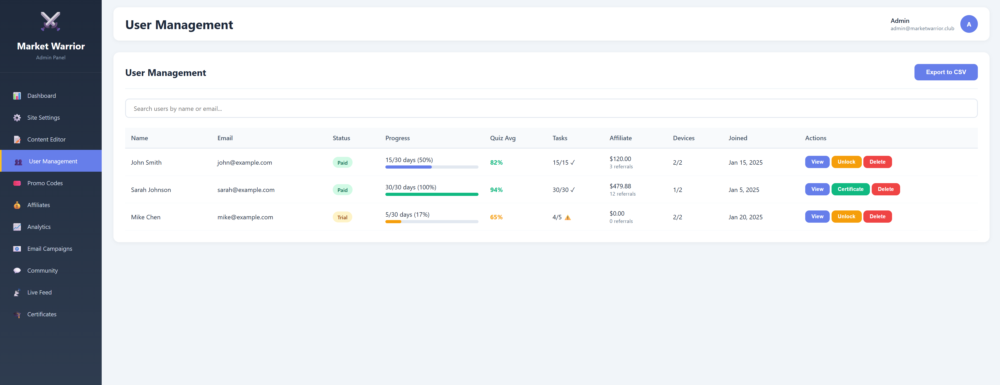 Market Warrior
Admin Panel
Dashboard
Site Settings
Content Editor
User Management
Promo Codes
Affiliates
Analytics
Email Campaigns
Community
Live Feed
Certificates
User Management
Admin
admin@marketwarrior.club
A
User Management
Export to CSV
Search users by name or email...
Name Email Status Progress Quiz Avg Tasks Affiliate Devices Joined Actions
John Smith john@example.com Paid 15/30 days (50%) 82% 15/15 ✓ $120.00 3 referrals 2/2 Jan 15, 2025 View Unlock Delete
Sarah Johnson sarah@example.com Paid 30/30 days (100%) 94% 30/30 ✓ $479.88 12 referrals 1/2 Jan 5, 2025 View Certificate Delete
Mike Chen mike@example.com Trial 5/30 days (17%) 65% 4/5 ⚠ $0.00 0 referrals 2/2 Jan 20, 2025 View Unlock Delete